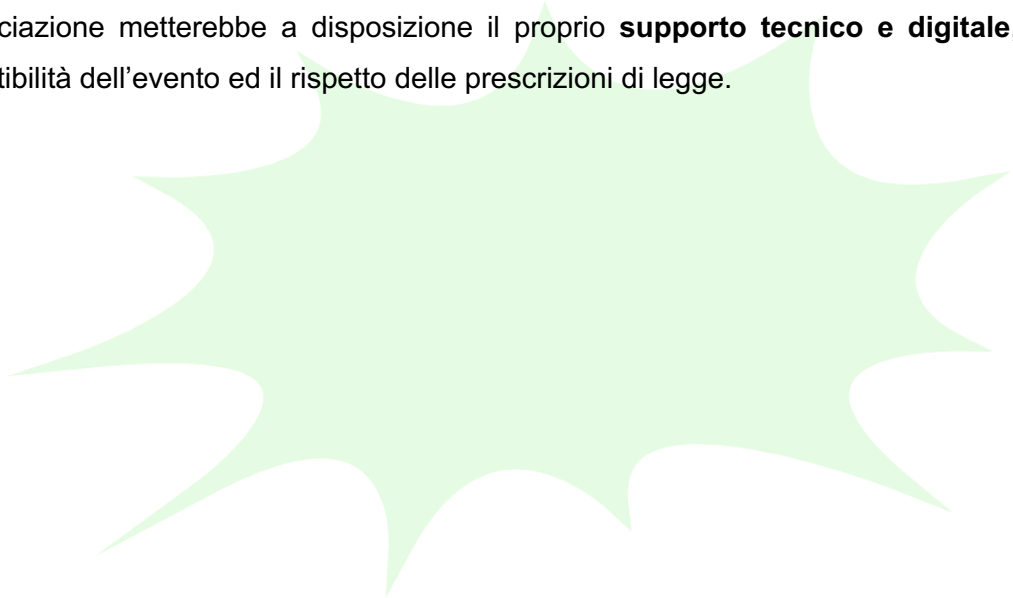 ciazione metterebbe a disposizione il proprio supporto tecnico e digitale
tibilità dell'evento ed il rispetto delle prescrizioni di legge.